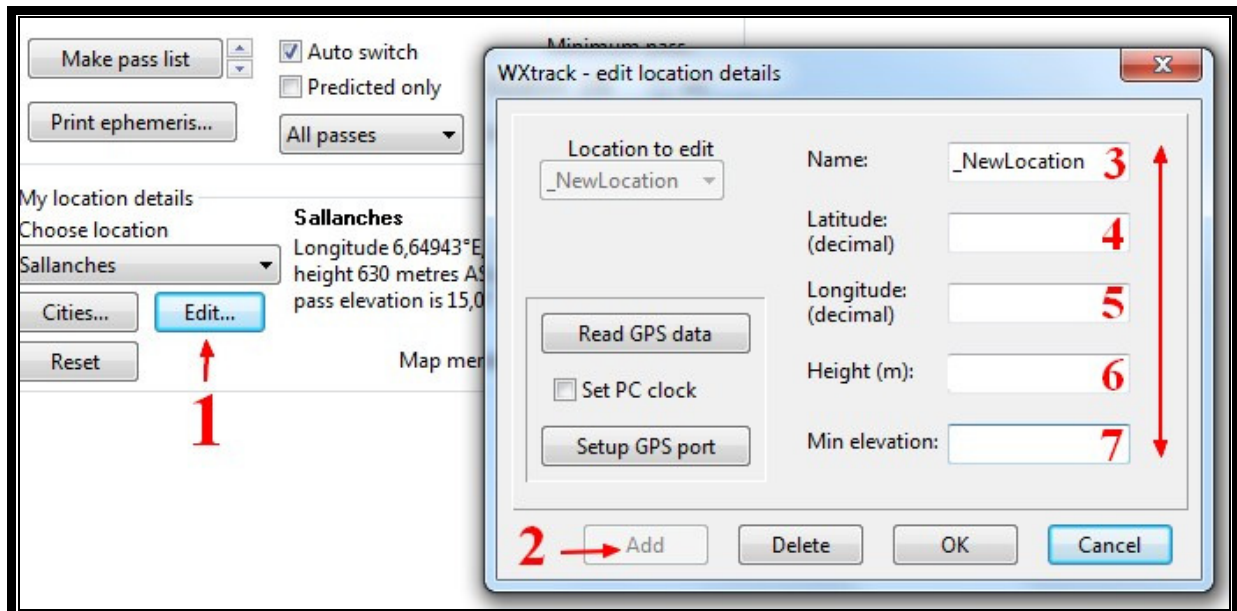 Make pass list
Auto switch
Predicted only
Print ephemeris...
All passes
My location details
Choose location
Sallanches
Cities...
Edit...
Reset
1
Sallanches
Longitude 6,64943°E,
height 630 metres
pass elevation is 15,0
Map
WXtrack - edit location details
Location to edit
_NewLocation
Read GPS data
Set PC clock
Setup GPS port
Name:
_NewLocation 3
Latitude:
(decimal)
4
Longitude:
(decimal)
5
Height (m):
6
Min elevation:
7
2
Add
Delete
OK
Cancel